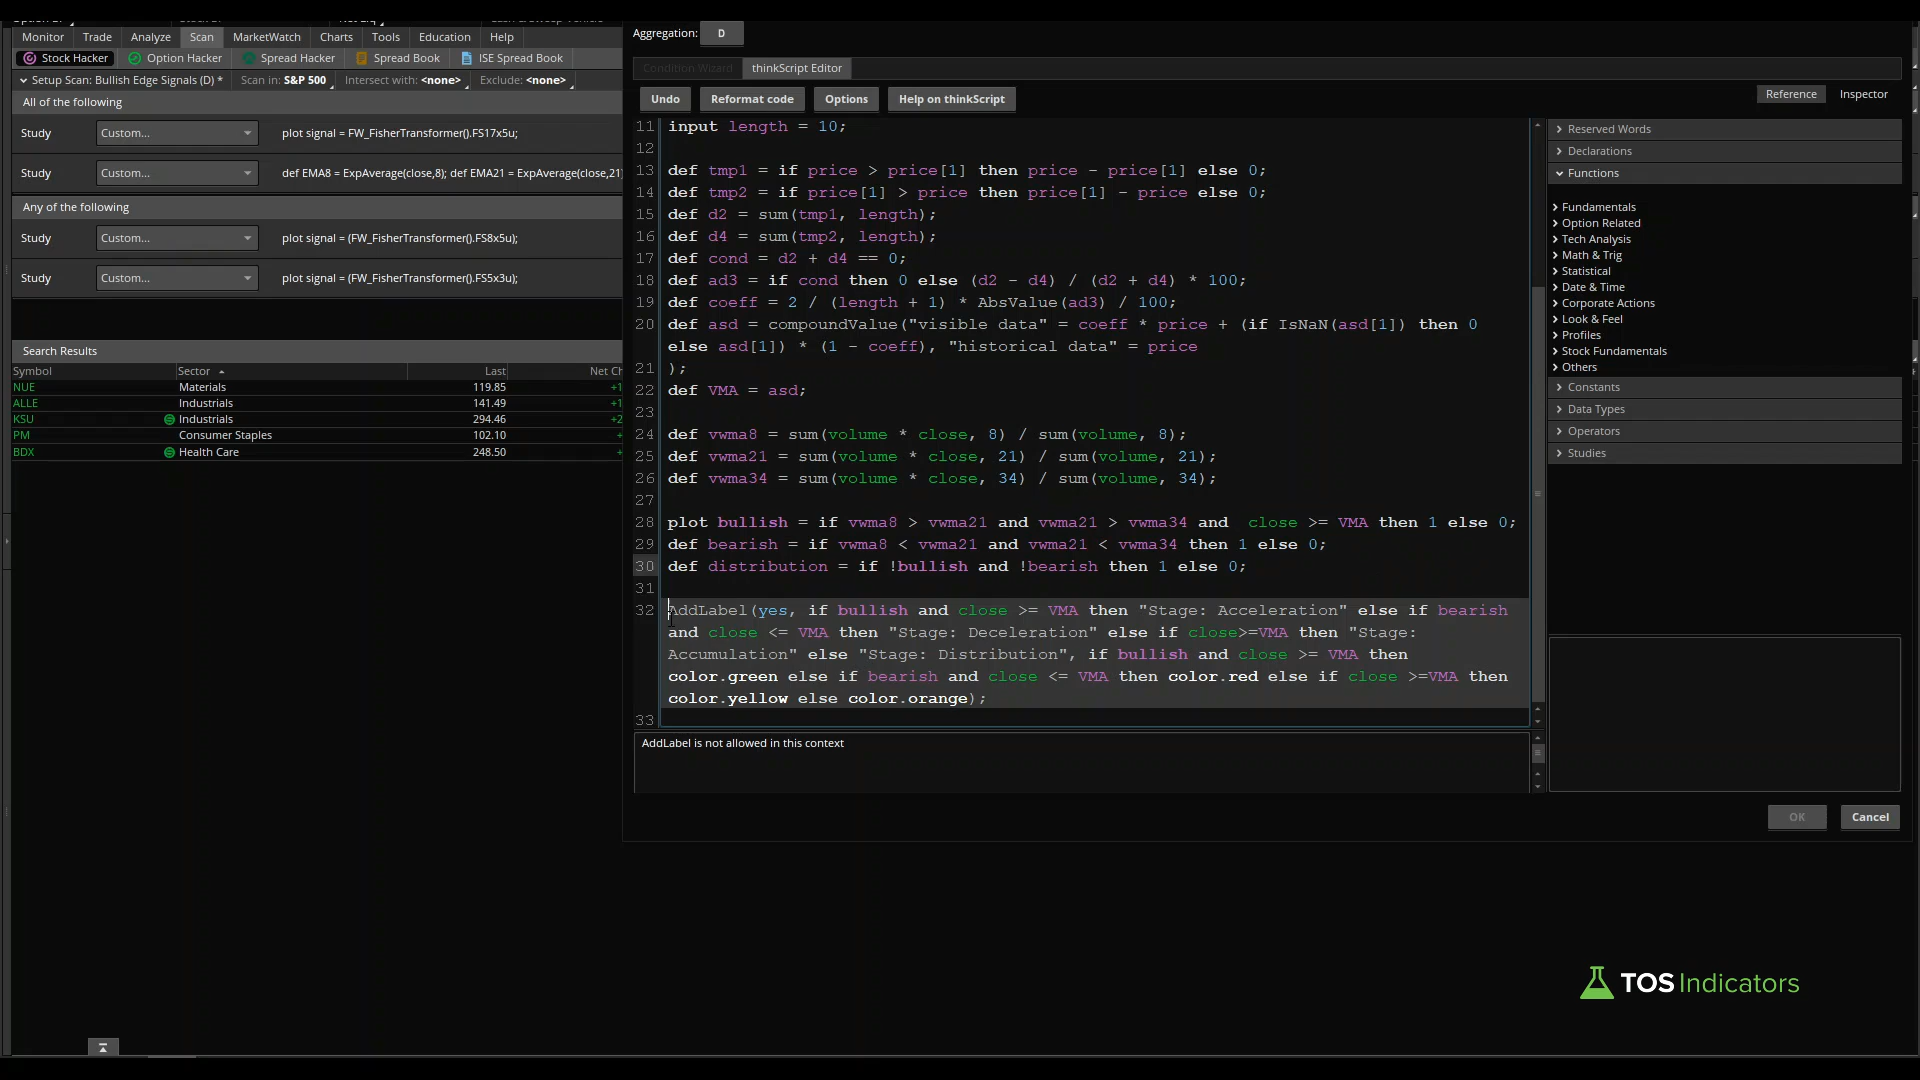 Monitor Trade Analyze Scan MarketWatch Charts Tools Education Help
Stock Hacker Option Hacker Spread Hacker Spread Book ISE Spread Book
Setup Scan: Bullish Edge Signals (D) * Scan in: S&P 500 Intersect with: <none> Exclude: <none>
All of the following
Study Custom... plot signal = FW_FisherTransformer().FS17x5u;
Study Custom... def EMA8 = ExpAverage(close,8); def EMA21 = ExpAverage(close,21)
Any of the following
Study Custom... plot signal = (FW_FisherTransformer().FS8x5u);
Study Custom... plot signal = (FW_FisherTransformer().FS5x3u);
Search Results
Symbol Sector Last Net Ch
NUE Materials 119.85 +1
ALLE Industrials 141.49 +1
KSU Industrials 294.46 +2
PM Consumer Staples 102.10 +
BDX Health Care 248.50 +
Aggregation: D
Condition Wizard thinkScript Editor
Undo Reformat code Options Help on thinkScript
Reference Inspector
11 input length = 10;
12
13 def tmp1 = if price > price[1] then price - price[1] else 0;
14 def tmp2 = if price[1] > price then price[1] - price else 0;
15 def d2 = sum(tmp1, length);
16 def d4 = sum(tmp2, length);
17 def cond = d2 + d4 == 0;
18 def ad3 = if cond then 0 else (d2 - d4) / (d2 + d4) * 100;
19 def coeff = 2 / (length + 1) * AbsValue(ad3) / 100;
20 def asd = compoundValue("visible data" = coeff * price + (if IsNaN(asd[1]) then 0
else asd[1]) * (1 - coeff), "historical data" = price
21 );
22 def VMA = asd;
23
24 def vwma8 = sum(volume * close, 8) / sum(volume, 8);
25 def vwma21 = sum(volume * close, 21) / sum(volume, 21);
26 def vwma34 = sum(volume * close, 34) / sum(volume, 34);
27
28 plot bullish = if vwma8 > vwma21 and vwma21 > vwma34 and  close >= VMA then 1 else 0;
29 def bearish = if vwma8 < vwma21 and vwma21 < vwma34 then 1 else 0;
30 def distribution = if !bullish and !bearish then 1 else 0;
31
32 AddLabel(yes, if bullish and close >= VMA then "Stage: Acceleration" else if bearish
and close <= VMA then "Stage: Deceleration" else if close>=VMA then "Stage:
Accumulation" else "Stage: Distribution", if bullish and close >= VMA then
color.green else if bearish and close <= VMA then color.red else if close >=VMA then
color.yellow else color.orange);
33
AddLabel is not allowed in this context
Reserved Words
Declarations
Functions
Fundamentals
Option Related
Tech Analysis
Math & Trig
Statistical
Date & Time
Corporate Actions
Look & Feel
Profiles
Stock Fundamentals
Others
Constants
Data Types
Operators
Studies
OK Cancel
TOS Indicators